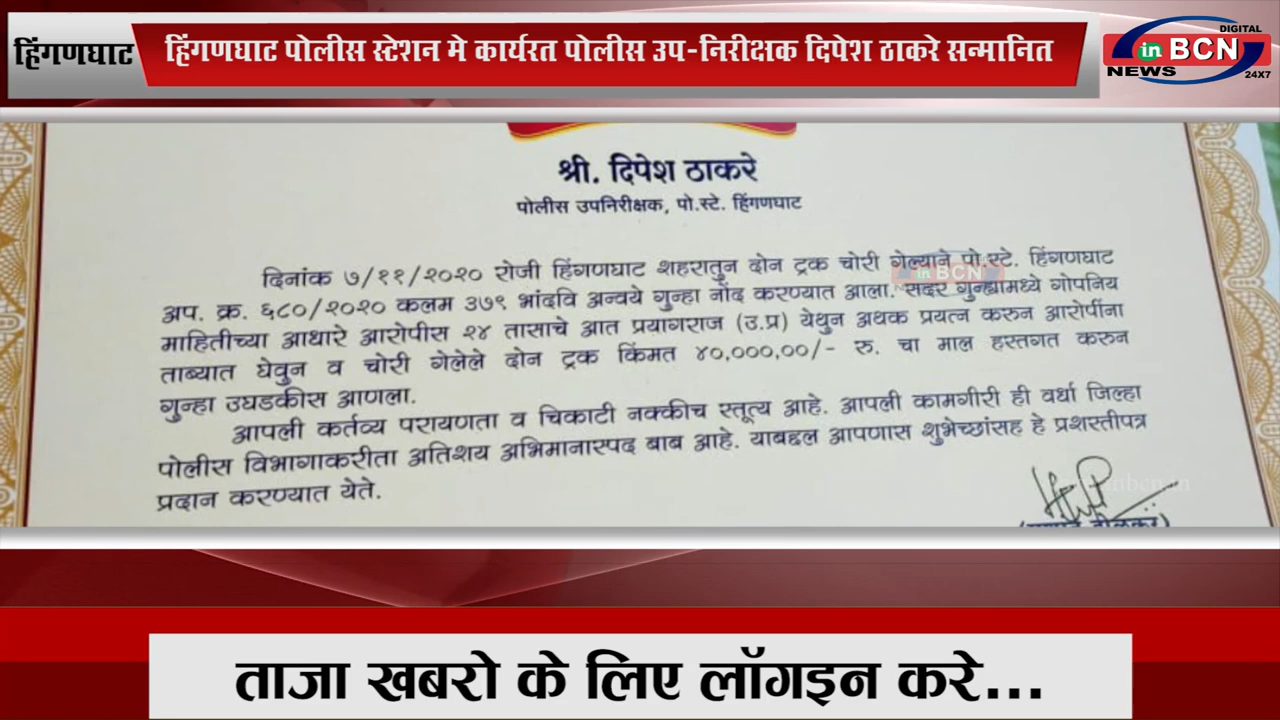 हिंगणघाट
हिंगणघाट पोलीस स्टेशन मे कार्यरत पोलीस उप-निरीक्षक दिपेश ठाकरे सन्मानित
DIGITAL
in BCN
NEWS 24X7
श्री. दिपेश ठाकरे
पोलीस उपनिरीक्षक, पो.स्टे. हिंगणघाट
दिनांक ७/११/२०२० रोजी हिंगणघाट शहरातुन दोन ट्रक चोरी गेल्याने पो.स्टे. हिंगणघाट
अप. क्र. ६८०/२०२० कलम ३७९ भांदवि अन्वये गुन्हा नोंद करण्यात आला. सदर गुन्ह्यामध्ये गोपनिय
माहितीच्या आधारे आरोपीस २४ तासाचे आत प्रयागराज (उ.प्र) येथुन अथक प्रयत्न करुन आरोपींना
ताब्यात घेवुन व चोरी गेलेले दोन ट्रक किंमत ४०,०००,००/- रु. चा माल हस्तगत करुन
गुन्हा उघडकीस आणला.
आपली कर्तव्य परायणता व चिकाटी नक्कीच स्तूत्य आहे. आपली कामगीरी ही वर्धा जिल्हा
पोलीस विभागाकरीता अतिशय अभिमानास्पद बाब आहे. याबद्दल आपणास शुभेच्छांसह हे प्रशस्तीपत्र
प्रदान करण्यात येते.
in BCN
ताजा खबरो के लिए लॉगइन करे...